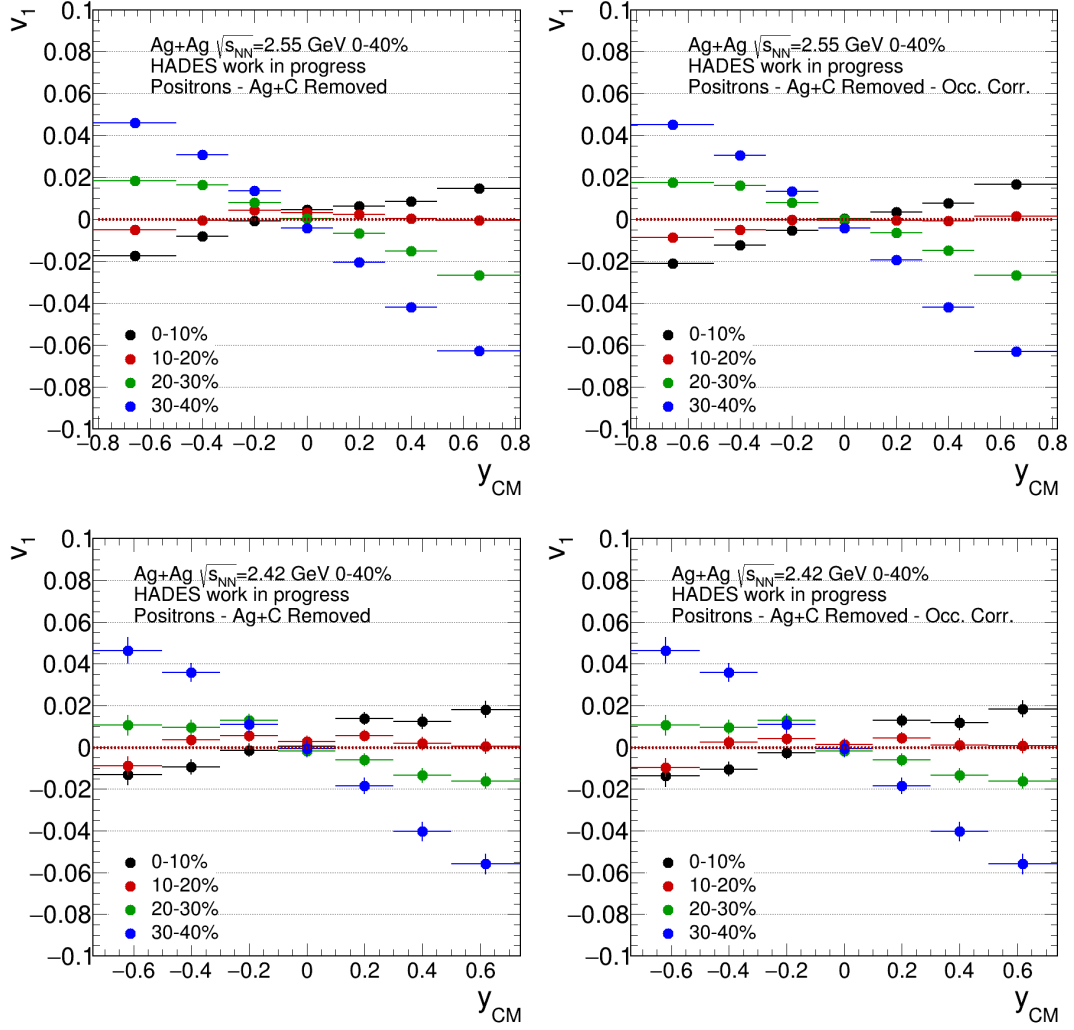 v1
0.1
0.08
0.06
0.04
0.02
0
−0.02
−0.04
−0.06
−0.08
−0.1
Ag+Ag √sNN=2.55 GeV 0-40%
HADES work in progress
Positrons - Ag+C Removed
0-10%
10-20%
20-30%
30-40%
−0.8 −0.6 −0.4 −0.2 0 0.2 0.4 0.6 0.8
yCM
v1
0.1
0.08
0.06
0.04
0.02
0
−0.02
−0.04
−0.06
−0.08
−0.1
Ag+Ag √sNN=2.55 GeV 0-40%
HADES work in progress
Positrons - Ag+C Removed - Occ. Corr.
0-10%
10-20%
20-30%
30-40%
−0.8 −0.6 −0.4 −0.2 0 0.2 0.4 0.6 0.8
yCM
v1
0.1
0.08
0.06
0.04
0.02
0
−0.02
−0.04
−0.06
−0.08
−0.1
Ag+Ag √sNN=2.42 GeV 0-40%
HADES work in progress
Positrons - Ag+C Removed
0-10%
10-20%
20-30%
30-40%
−0.6 −0.4 −0.2 0 0.2 0.4 0.6
yCM
v1
0.1
0.08
0.06
0.04
0.02
0
−0.02
−0.04
−0.06
−0.08
−0.1
Ag+Ag √sNN=2.42 GeV 0-40%
HADES work in progress
Positrons - Ag+C Removed - Occ. Corr.
0-10%
10-20%
20-30%
30-40%
−0.6 −0.4 −0.2 0 0.2 0.4 0.6
yCM